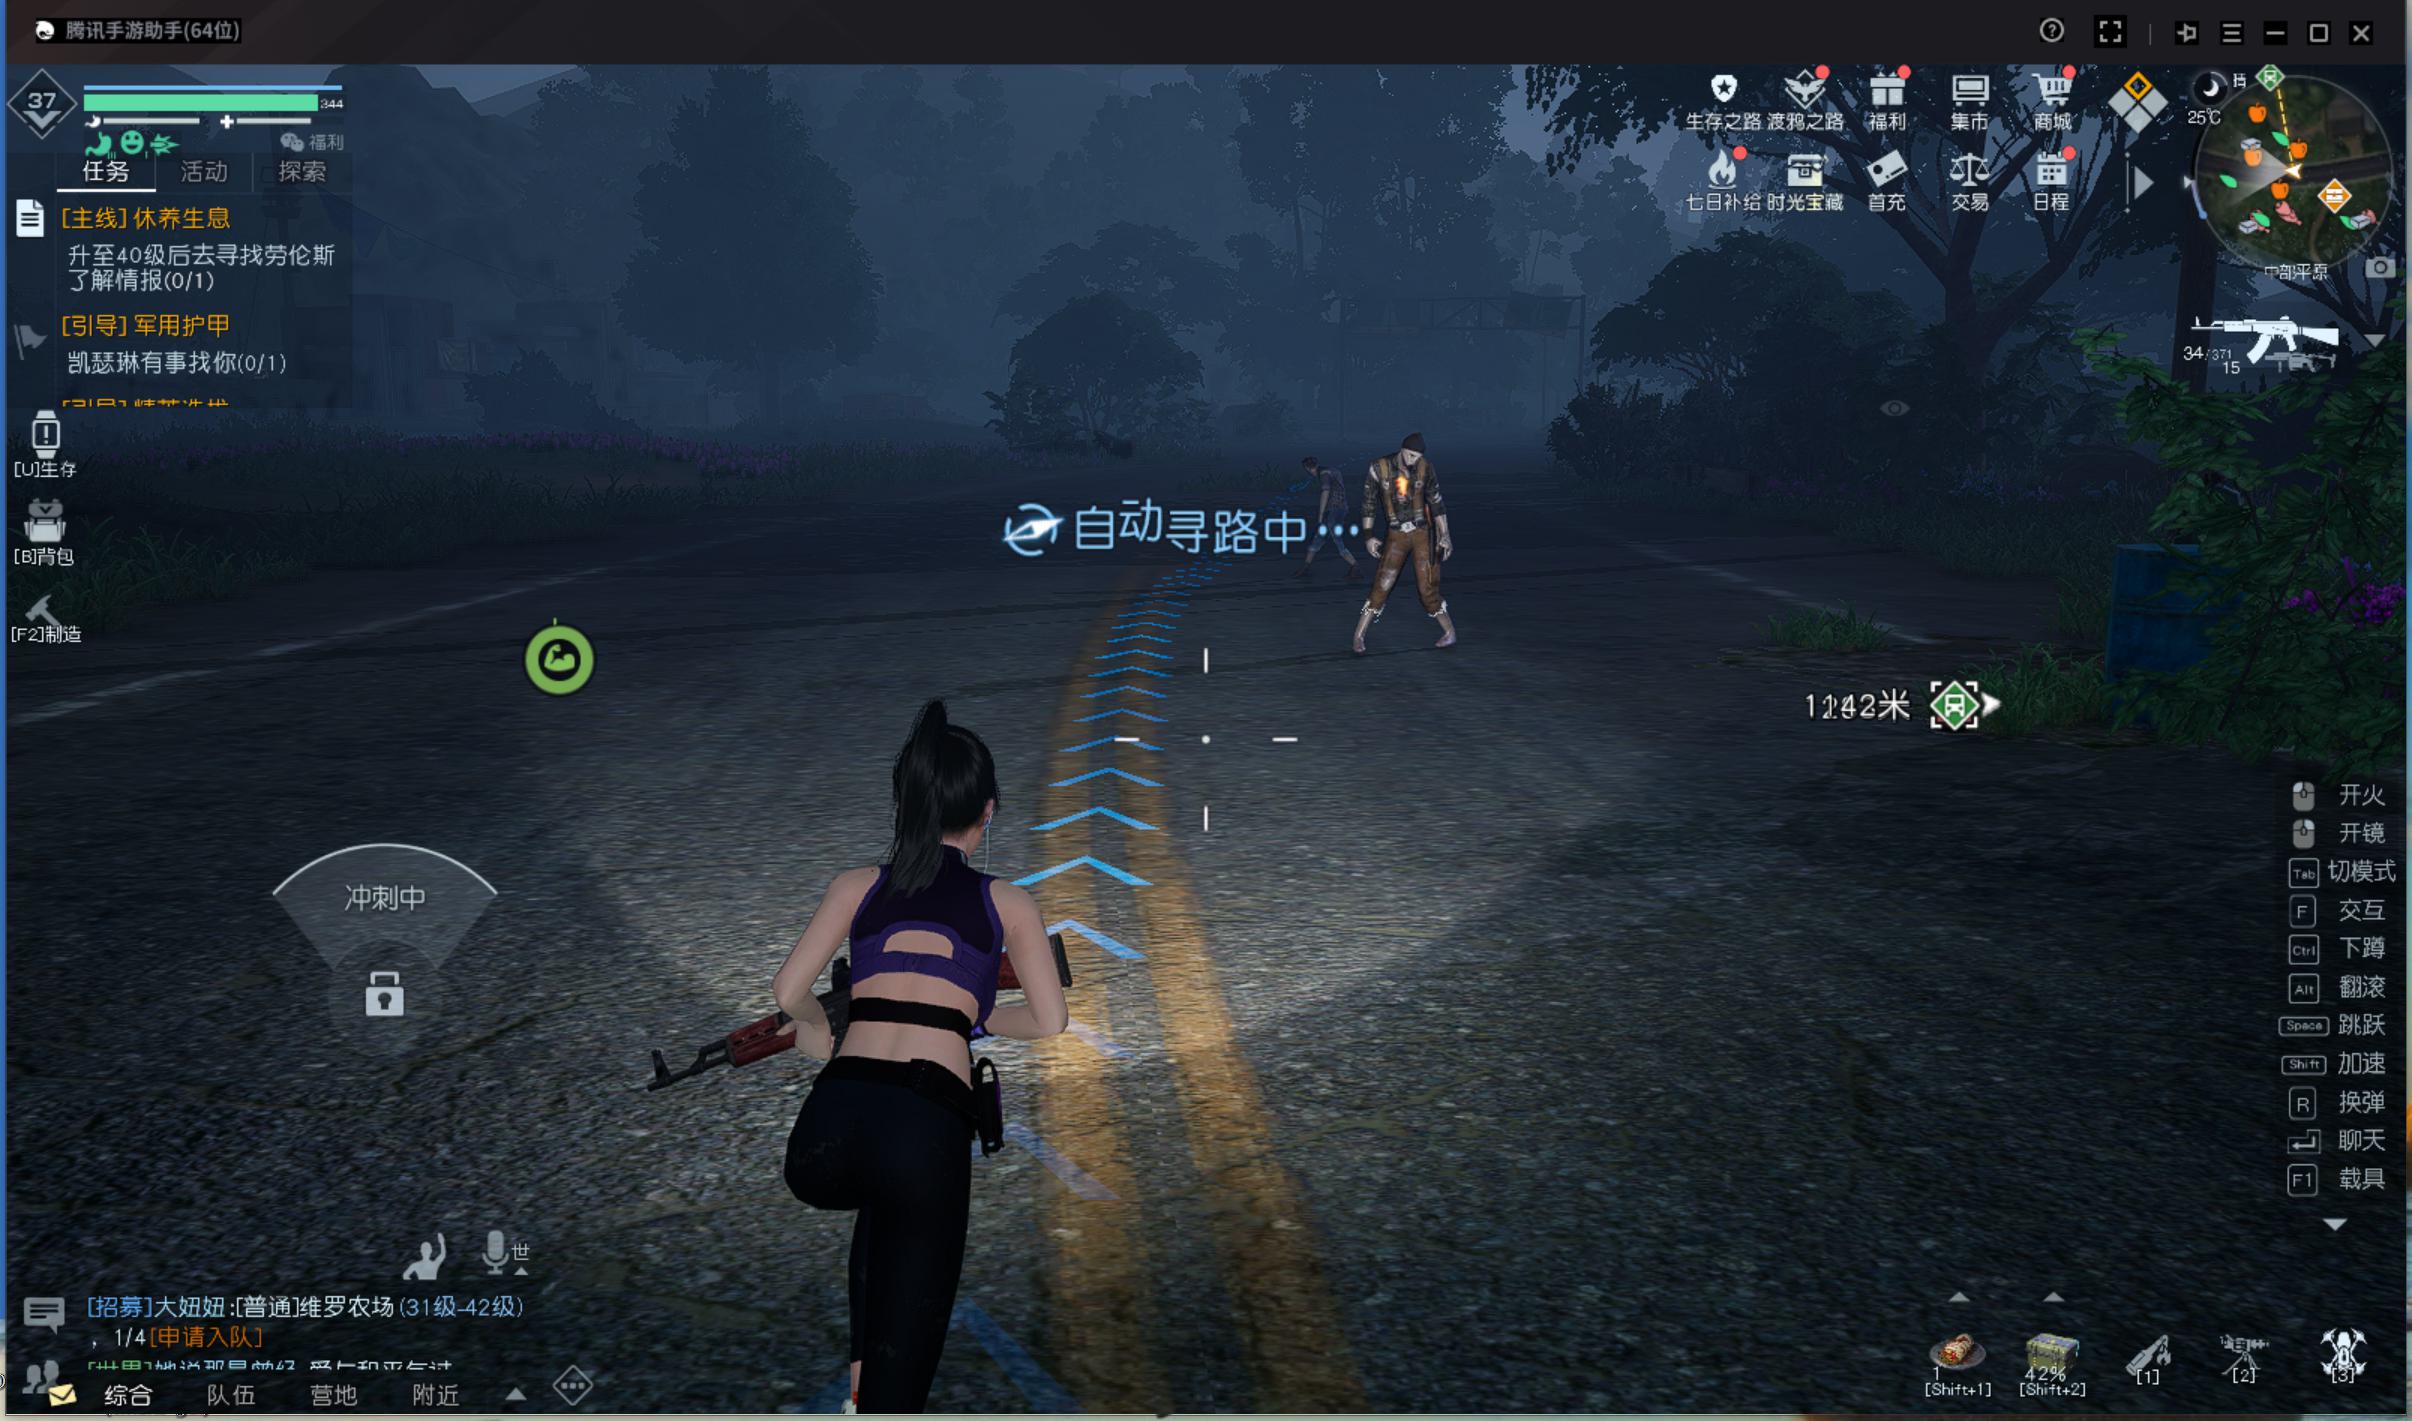 腾讯手游助手(64位)
37
344
福利
任务 活动 探索
[主线] 休养生息
升至40级后去寻找劳伦斯
了解情报(0/1)
[引导] 军用护甲
凯瑟琳有事找你(0/1)
[U]生存
[B]背包
[F2]制造
生存之路 渡鸦之路 福利 集市 商城
七日补给 时光宝藏 首充 交易 日程
25℃
中部平原
34/371
15
自动寻路中…
米
冲刺中
开火
开镜
Tab 切模式
F 交互
Ctrl 下蹲
Alt 翻滚
Space 跳跃
Shift 加速
R 换弹
聊天
F1 载具
世
[招募]大妞妞:[普通]维罗农场(31级-42级)
，1/4[申请入队]
综合 队伍 营地 附近
1
[Shift+1]
42%
[Shift+2]
[1]
[2]
[3]